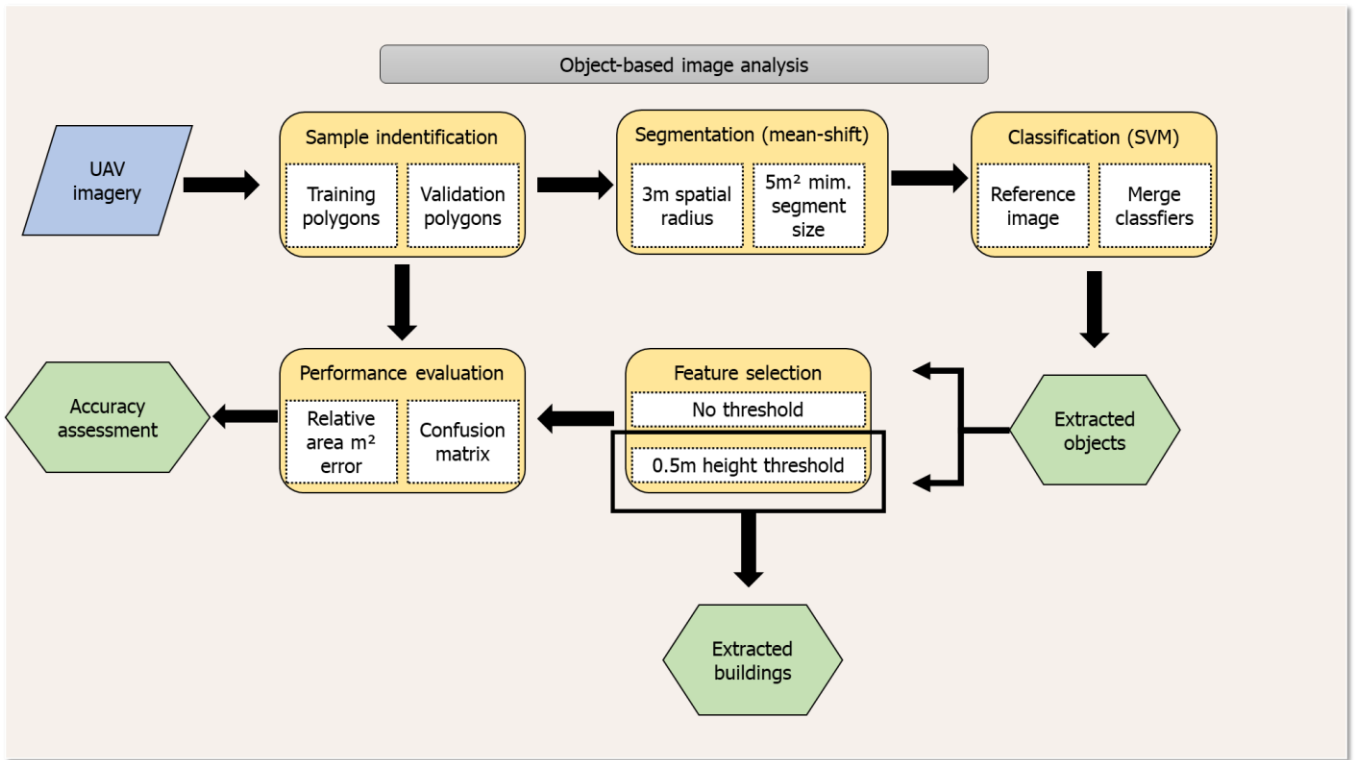 Object-based image analysis
UAV
imagery
Sample indentification
Training
polygons
Validation
polygons
Segmentation (mean-shift)
3m spatial
radius
5m² mim.
segment
size
Classification (SVM)
Reference
image
Merge
classfiers
Accuracy
assessment
Performance evaluation
Relative
area m²
error
Confusion
matrix
Feature selection
No threshold
0.5m height threshold
Extracted
objects
Extracted
buildings